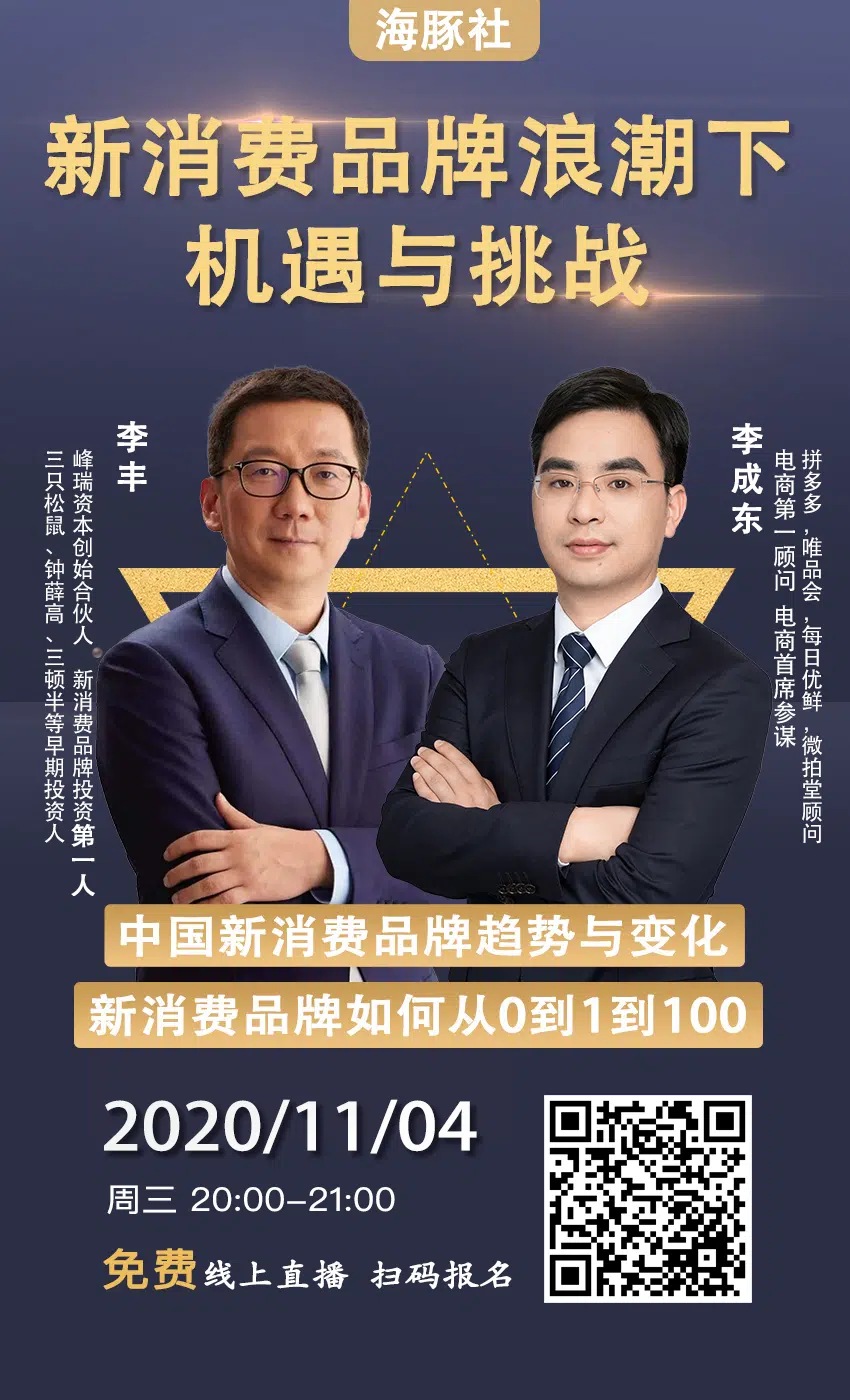 海豚社
新消费品牌浪潮下
机遇与挑战
李丰
峰瑞资本创始合伙人 新消费品牌投资第一人
三只松鼠、钟薛高、三顿半等早期投资人
李成东
拼多多,唯品会,每日优鲜,微拍堂顾问
电商第一顾问 电商首席参谋
中国新消费品牌趋势与变化
新消费品牌如何从0到1到100
2020/11/04
周三 20:00-21:00
免费线上直播 扫码报名